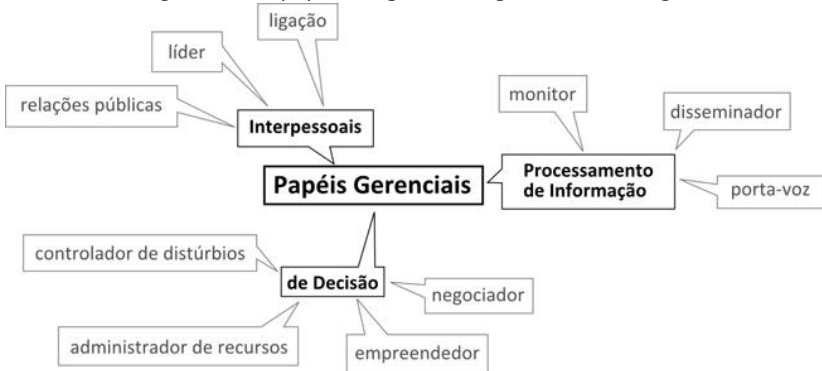 ligação
líder
relações públicas
Interpessoais
monitor
disseminador
Processamento
de Informação
porta-voz
Papéis Gerenciais
controlador de distúrbios
de Decisão
negociador
administrador de recursos
empreendedor